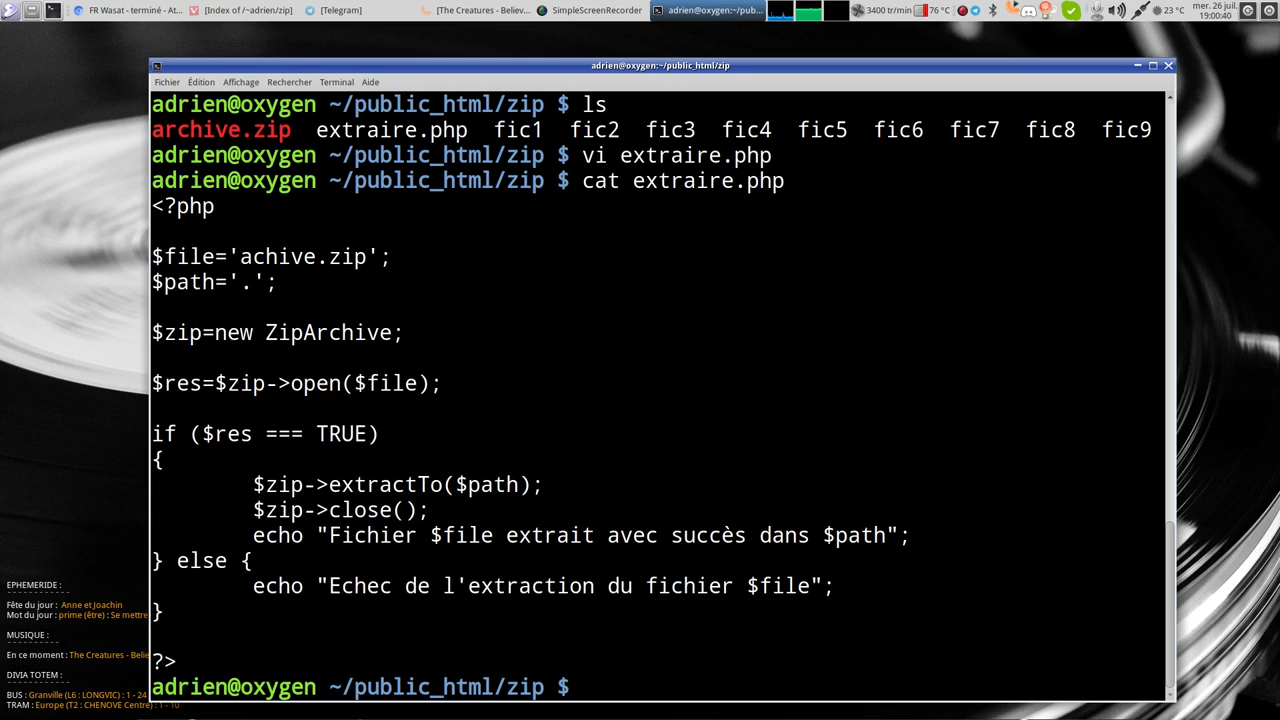 FR Wasat - terminé - At...
[Index of /~adrien/zip]
[Telegram]
[The Creatures - Believ...
SimpleScreenRecorder
adrien@oxygen:~/pub...
3400 tr/min
76 °C
23 °C
mer. 26 juil.
19:00:40
adrien@oxygen:~/public_html/zip
Fichier Édition Affichage Rechercher Terminal Aide
adrien@oxygen ~/public_html/zip $ ls
archive.zip extraire.php fic1 fic2 fic3 fic4 fic5 fic6 fic7 fic8 fic9
adrien@oxygen ~/public_html/zip $ vi extraire.php
adrien@oxygen ~/public_html/zip $ cat extraire.php
<?php
$file='achive.zip';
$path='.';
$zip=new ZipArchive;
$res=$zip->open($file);
if ($res === TRUE)
{
$zip->extractTo($path);
$zip->close();
echo "Fichier $file extrait avec succès dans $path";
} else {
echo "Echec de l'extraction du fichier $file";
}
?>
adrien@oxygen ~/public_html/zip $
EPHEMERIDE :
Fête du jour : Anne et Joachin
Mot du jour : prime (être) : Se mettre
MUSIQUE :
En ce moment : The Creatures - Belie
DIVIA TOTEM :
BUS : Granville (L6 : LONGVIC) : 1 - 24
TRAM : Europe (T2 : CHENOVE Centre) : 1 - 10